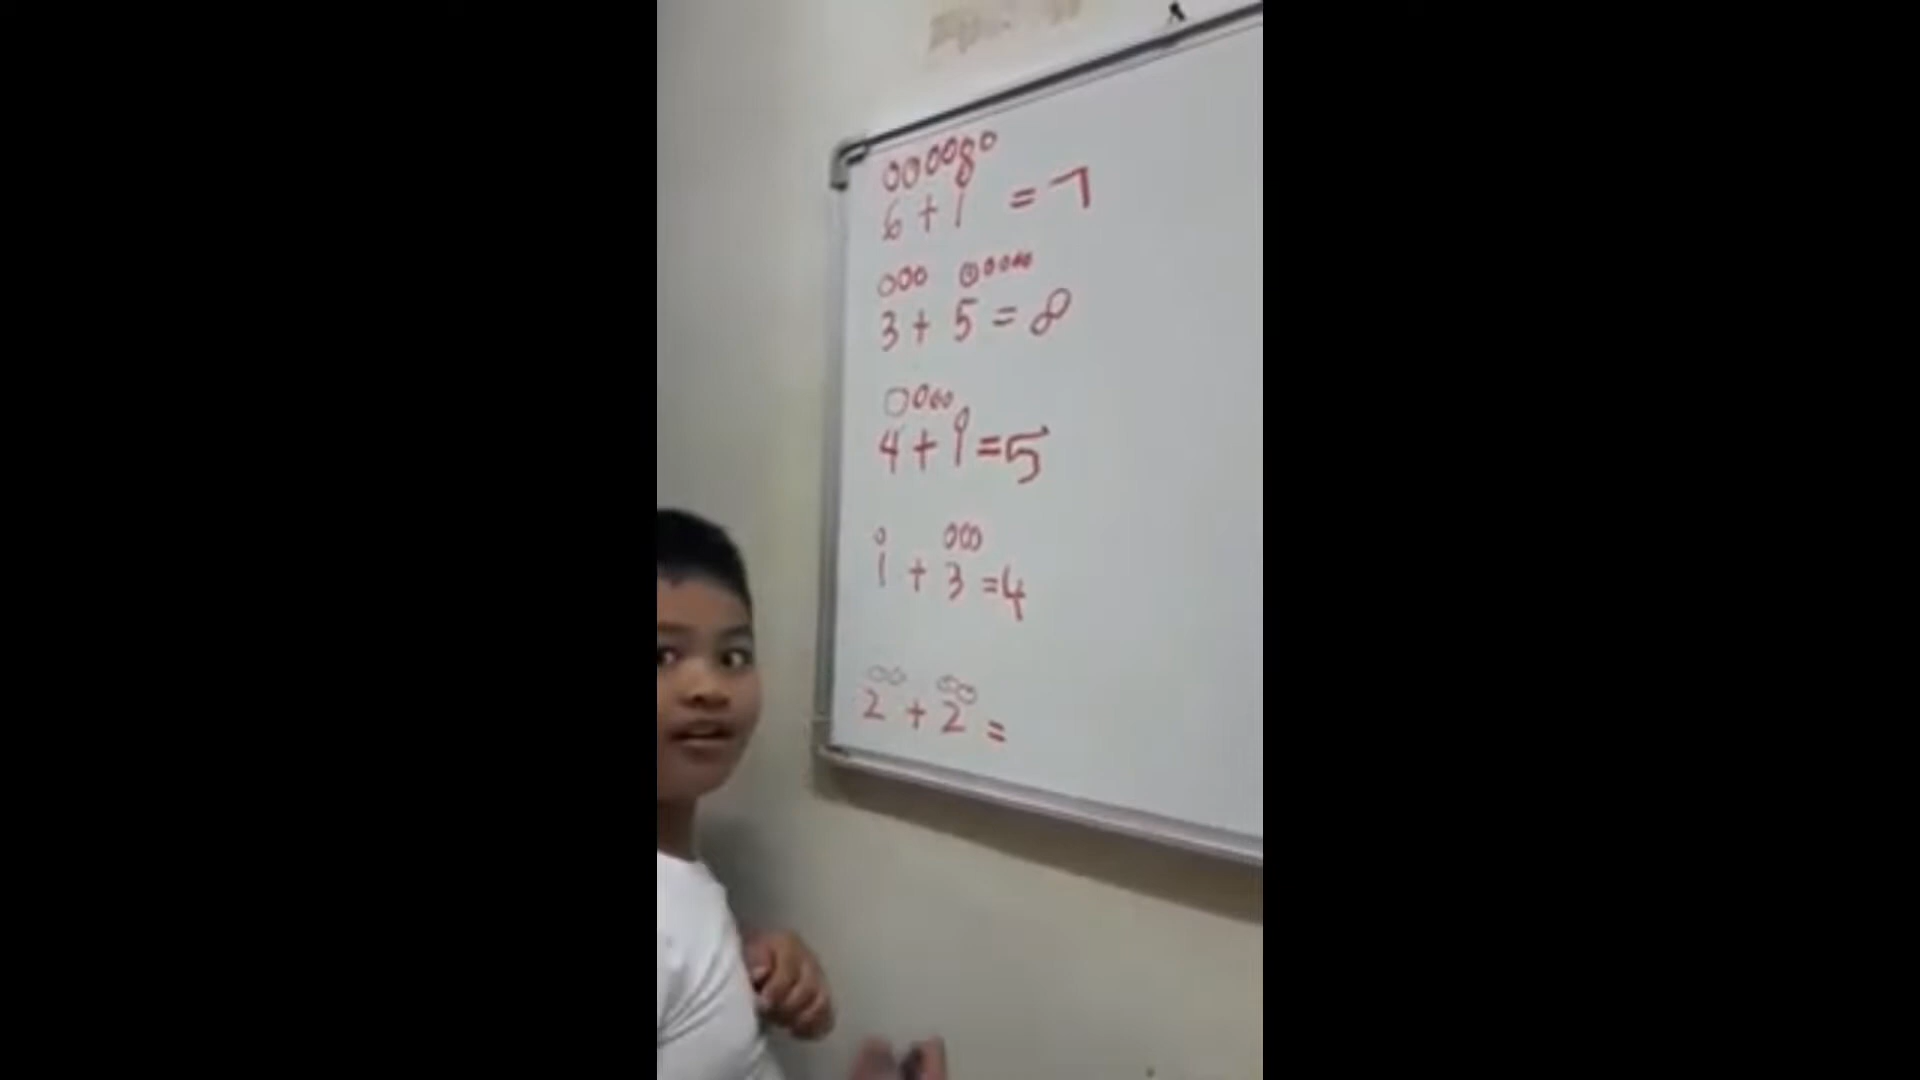 6 + 1 = 7
3 + 5 = 8
4 + 1 = 5
1 + 3 = 4
2 + 2 =